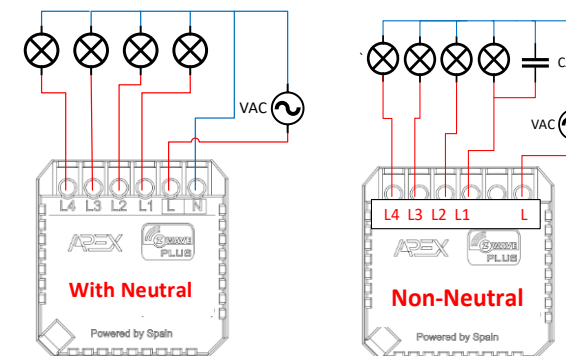 VAC
L4 L3 L2 L1 L N
APEX
Z-WAVE
PLUS
With Neutral
Powered by Spain
C
VAC
L4 L3 L2 L1 L
APEX
Z-WAVE
PLUS
Non-Neutral
Powered by Spain